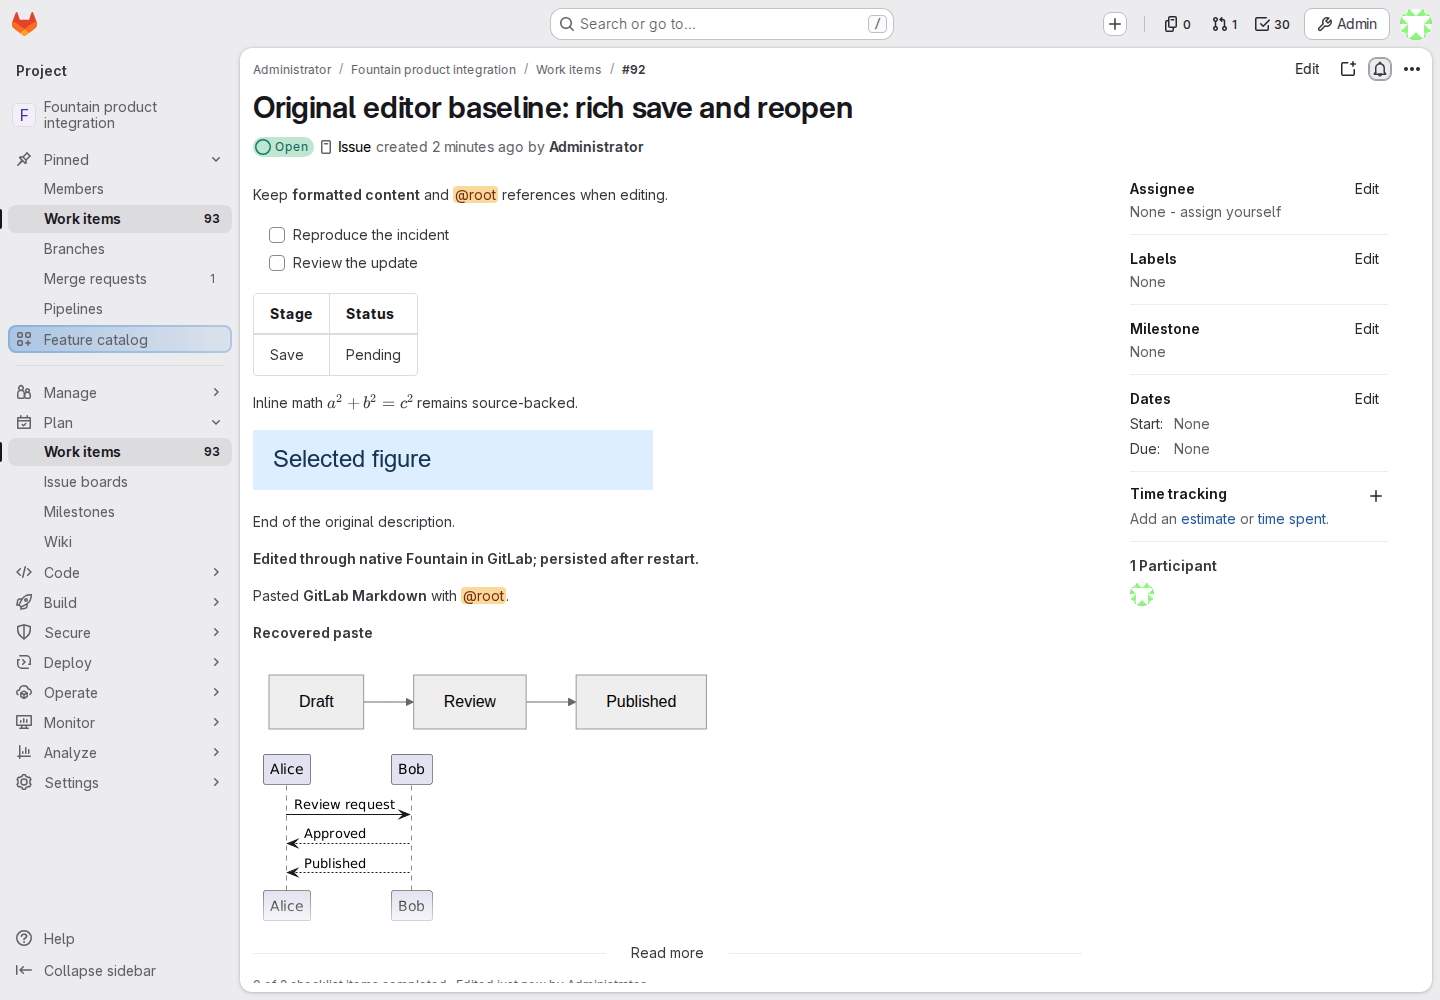 Search or go to...
/
0
1
30
Admin
Project
F
Fountain product
integration
Pinned
Members
Work items
93
Branches
Merge requests
1
Pipelines
Feature catalog
Manage
Plan
Work items
93
Issue boards
Milestones
Wiki
Code
Build
Secure
Deploy
Operate
Monitor
Analyze
Settings
Help
Collapse sidebar
Administrator / Fountain product integration / Work items / #92
Edit
Original editor baseline: rich save and reopen
Open Issue created 2 minutes ago by Administrator
Keep formatted content and @root references when editing.
Reproduce the incident
Review the update
Stage Status
Save Pending
Inline math a² + b² = c² remains source-backed.
Selected figure
End of the original description.
Edited through native Fountain in GitLab; persisted after restart.
Pasted GitLab Markdown with @root.
Recovered paste
Draft Review Published
Alice Bob
Review request
Approved
Published
Alice Bob
Read more
checklist items completed · Edited just now by Administrator
Assignee Edit
None - assign yourself
Labels Edit
None
Milestone Edit
None
Dates Edit
Start: None
Due: None
Time tracking
Add an estimate or time spent.
1 Participant